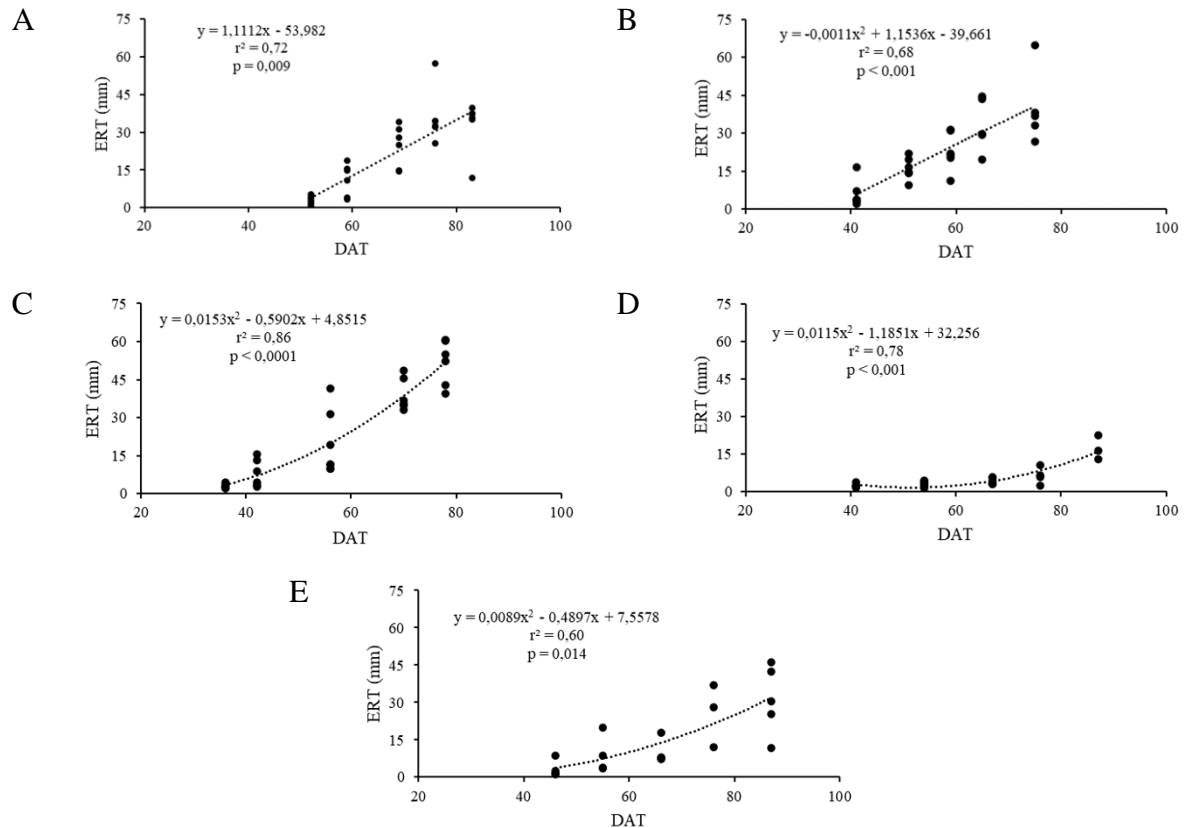 A
y = 1,1112x - 53,982
r² = 0,72
p = 0,009
ERT (mm)
75
60
45
30
15
0
20 40 60 80 100
DAT
B
y = -0,0011x² + 1,1536x - 39,661
r² = 0,68
p < 0,001
ERT (mm)
75
60
45
30
15
0
20 40 60 80 100
DAT
C
y = 0,0153x² - 0,5902x + 4,8515
r² = 0,86
p < 0,0001
ERT (mm)
75
60
45
30
15
0
20 40 60 80 100
DAT
D
y = 0,0115x² - 1,1851x + 32,256
r² = 0,78
p < 0,001
ERT (mm)
75
60
45
30
15
0
20 40 60 80 100
DAT
E
y = 0,0089x² - 0,4897x + 7,5578
r² = 0,60
p = 0,014
ERT (mm)
75
60
45
30
15
0
20 40 60 80 100
DAT